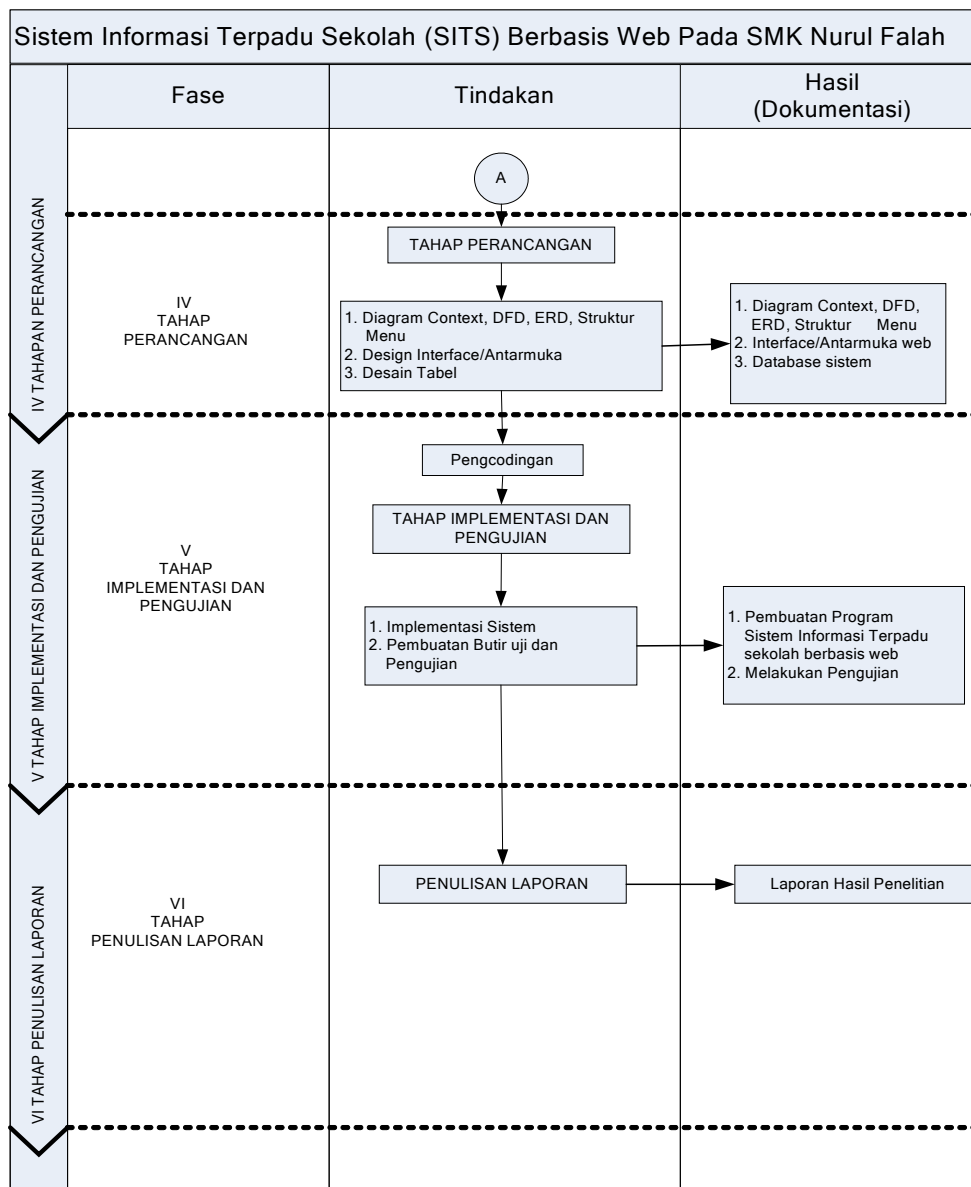 Sistem Informasi Terpadu Sekolah (SITS) Berbasis Web Pada SMK Nurul Falah
Fase
Tindakan
Hasil
(Dokumentasi)
A
IV TAHAPAN PERANCANGAN
IV
TAHAP
PERANCANGAN
TAHAP PERANCANGAN
1. Diagram Context, DFD, ERD, Struktur
Menu
2. Design Interface/Antarmuka
3. Desain Tabel
1. Diagram Context, DFD,
ERD, Struktur Menu
2. Interface/Antarmuka web
3. Database sistem
V TAHAP IMPLEMENTASI DAN PENGUJIAN
V
TAHAP
IMPLEMENTASI DAN
PENGUJIAN
Pengcodingan
TAHAP IMPLEMENTASI DAN
PENGUJIAN
1. Implementasi Sistem
2. Pembuatan Butir uji dan
Pengujian
1. Pembuatan Program
Sistem Informasi Terpadu
sekolah berbasis web
2. Melakukan Pengujian
VI TAHAP PENULISAN LAPORAN
VI
TAHAP
PENULISAN LAPORAN
PENULISAN LAPORAN
Laporan Hasil Penelitian